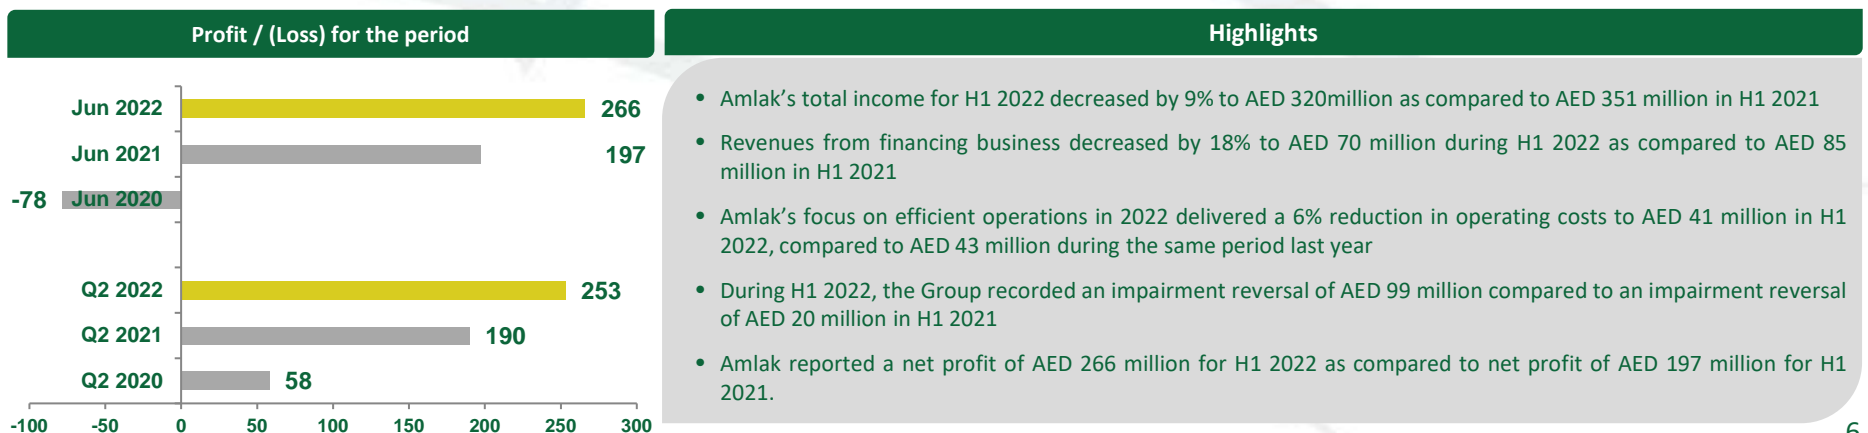 Profit / (Loss) for the period
Jun 2022
266
Jun 2021
197
-78
Jun 2020
Q2 2022
253
Q2 2021
190
Q2 2020
58
-100
-50
0
50
100
150
200
250
300
Highlights
• Amlak's total income for H1 2022 decreased by 9% to AED 320million as compared to AED 351 million in H1 2021
• Revenues from financing business decreased by 18% to AED 70 million during H1 2022 as compared to AED 85
million in H1 2021
• Amlak's focus on efficient operations in 2022 delivered a 6% reduction in operating costs to AED 41 million in H1
2022, compared to AED 43 million during the same period last year
• During H1 2022, the Group recorded an impairment reversal of AED 99 million compared to an impairment reversal
of AED 20 million in H1 2021
• Amlak reported a net profit of AED 266 million for H1 2022 as compared to net profit of AED 197 million for H1
2021.
6